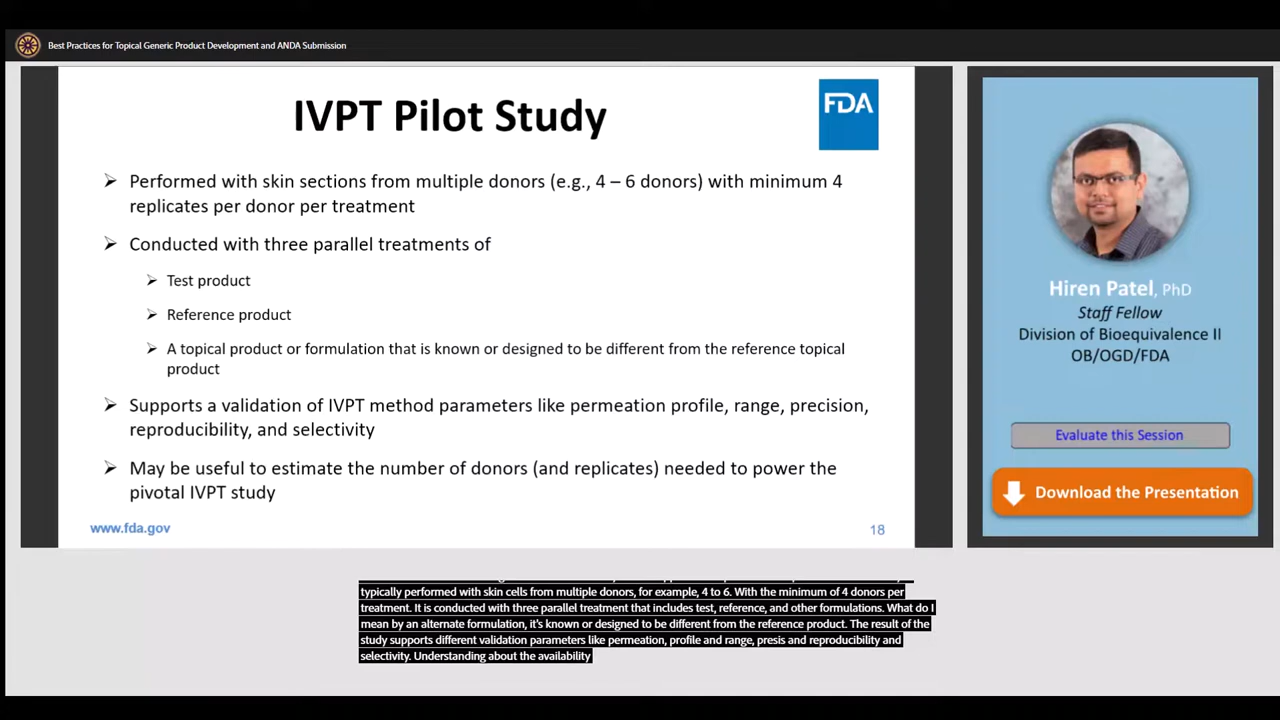 Best Practices for Topical Generic Product Development and ANDA Submission
IVPT Pilot Study
FDA
Performed with skin sections from multiple donors (e.g., 4 – 6 donors) with minimum 4
replicates per donor per treatment
Conducted with three parallel treatments of
Test product
Reference product
A topical product or formulation that is known or designed to be different from the reference topical
product
Supports a validation of IVPT method parameters like permeation profile, range, precision,
reproducibility, and selectivity
May be useful to estimate the number of donors (and replicates) needed to power the
pivotal IVPT study
www.fda.gov
18
Hiren Patel, PhD
Staff Fellow
Division of Bioequivalence II
OB/OGD/FDA
Evaluate this Session
Download the Presentation
typically performed with skin cells from multiple donors, for example, 4 to 6. With the minimum of 4 donors per
treatment. It is conducted with three parallel treatment that includes test, reference, and other formulations. What do I
mean by an alternate formulation, it's known or designed to be different from the reference product. The result of the
study supports different validation parameters like permeation, profile and range, presis and reproducibility and
selectivity. Understanding about the availability